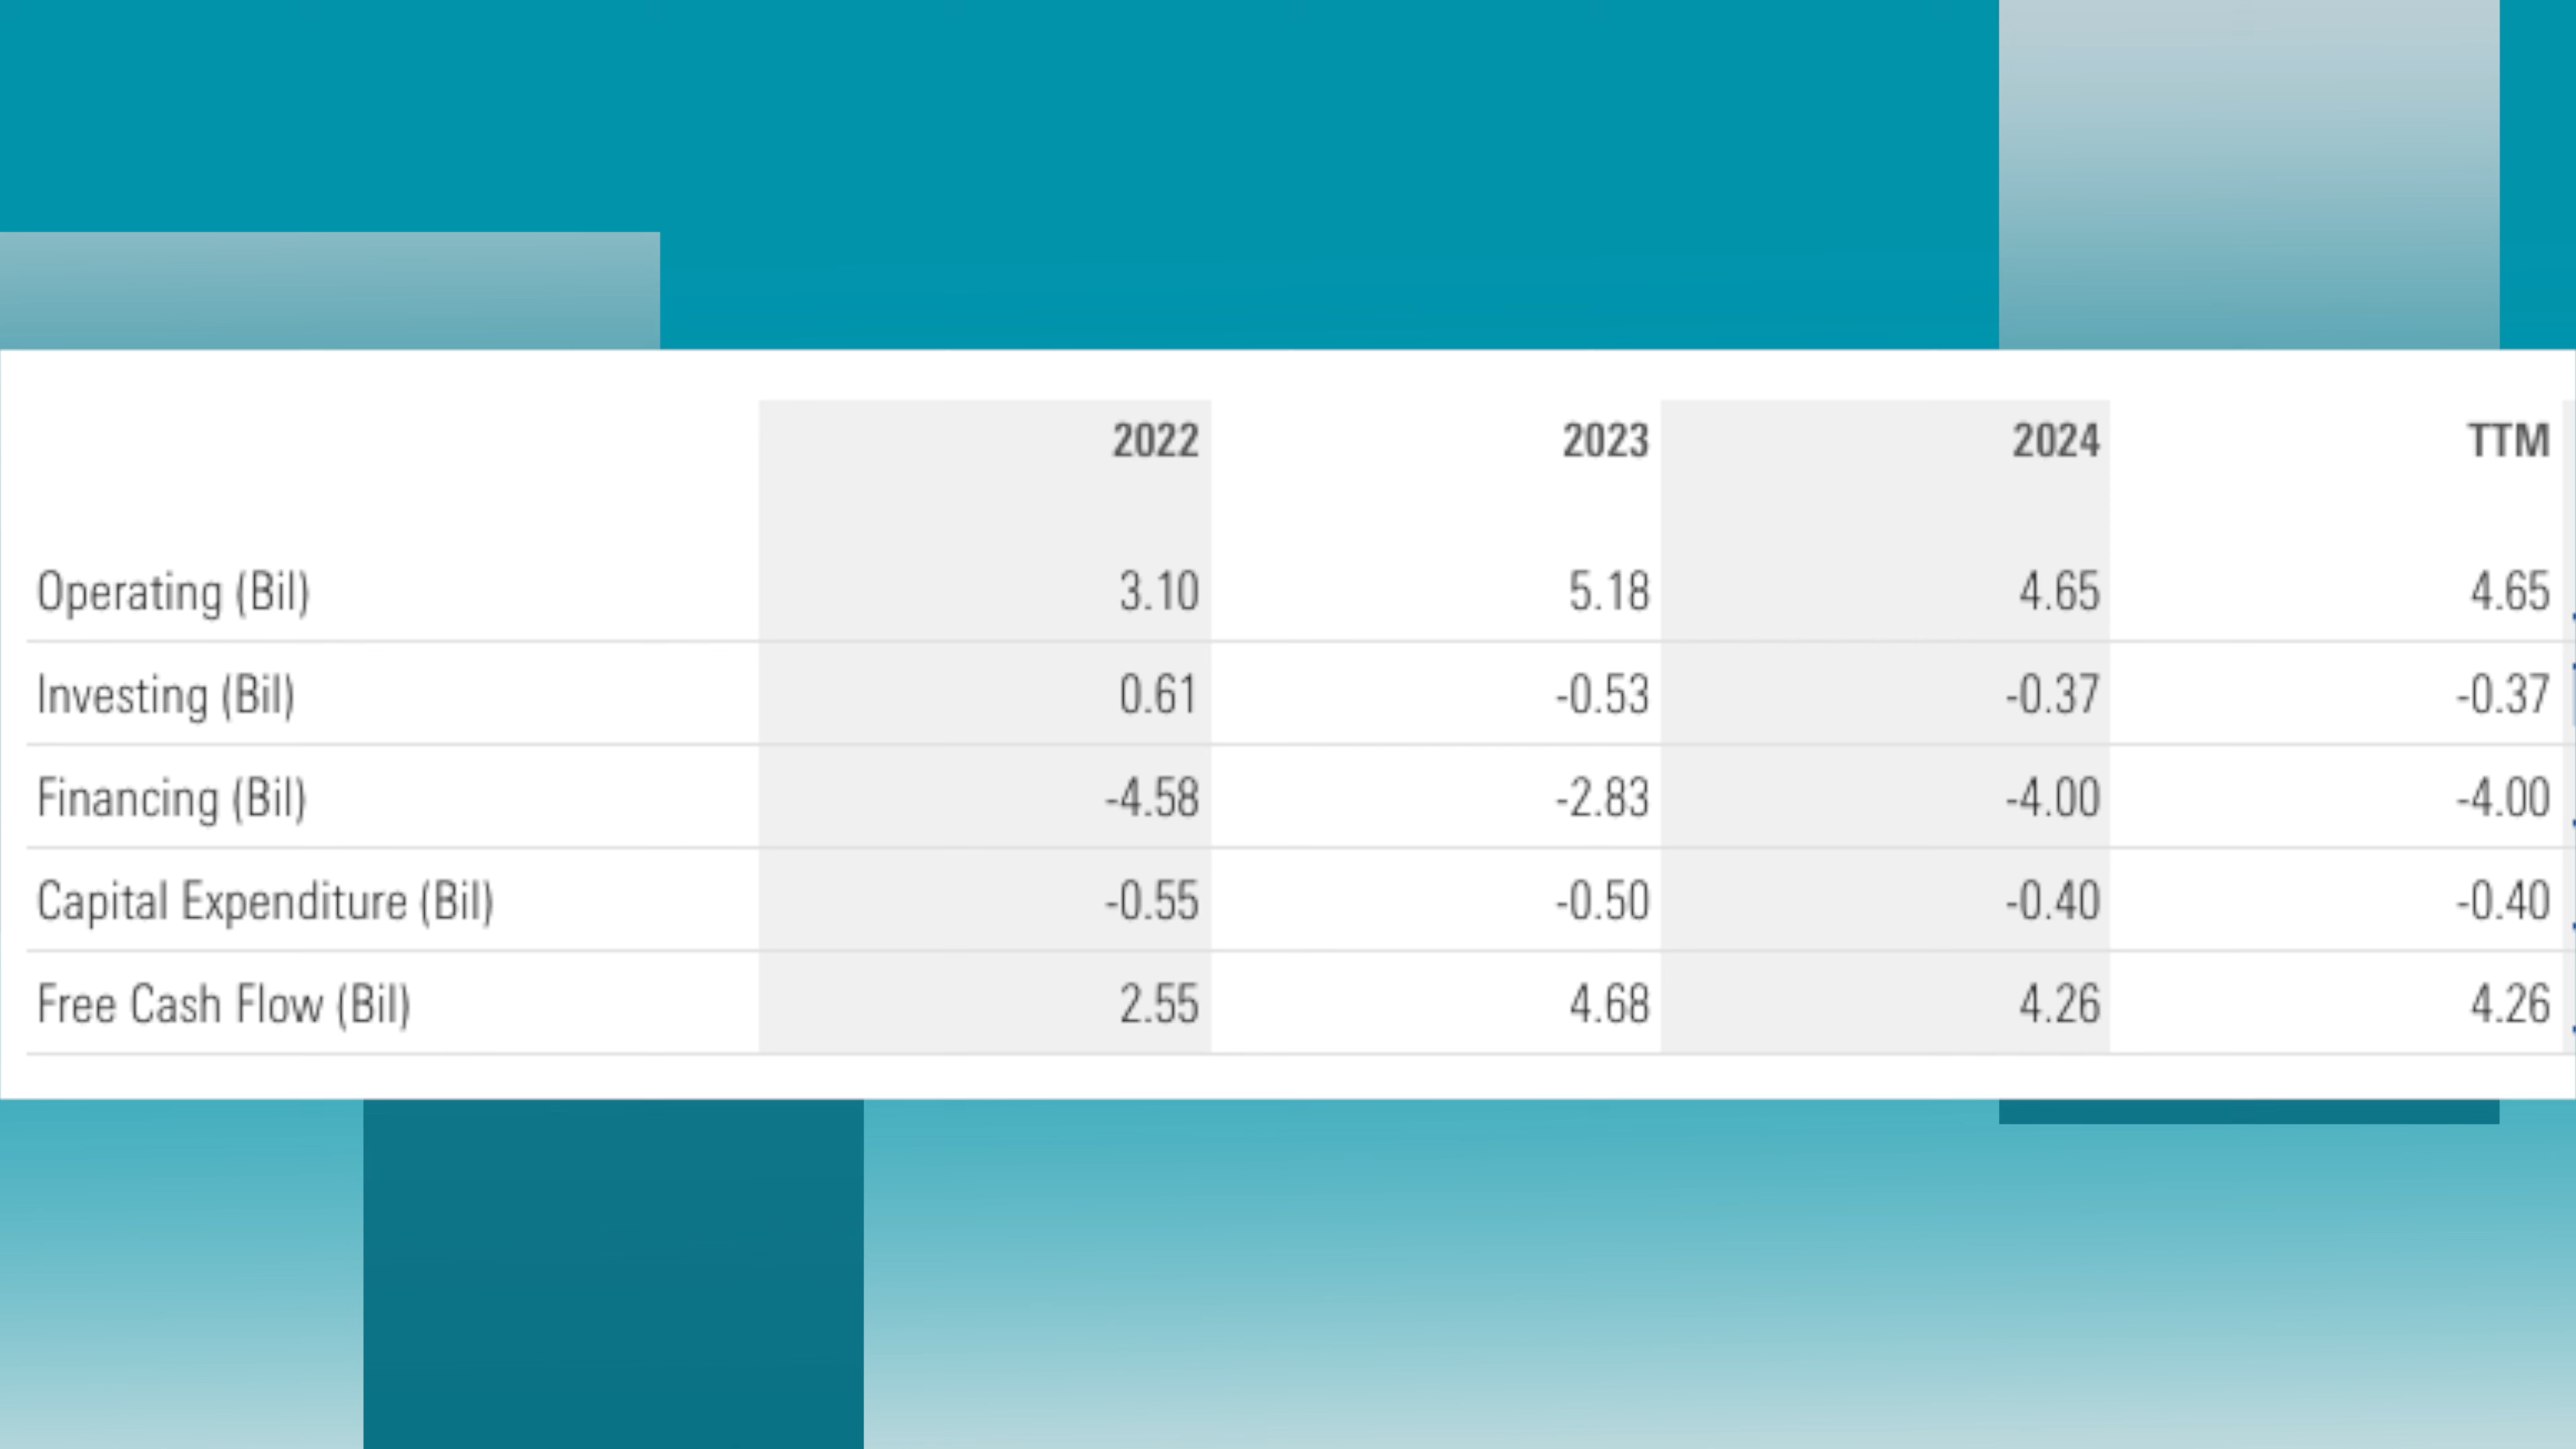 2022 2023 2024 TTM
Operating (Bil) 3.10 5.18 4.65 4.65
Investing (Bil) 0.61 -0.53 -0.37 -0.37
Financing (Bil) -4.58 -2.83 -4.00 -4.00
Capital Expenditure (Bil) -0.55 -0.50 -0.40 -0.40
Free Cash Flow (Bil) 2.55 4.68 4.26 4.26